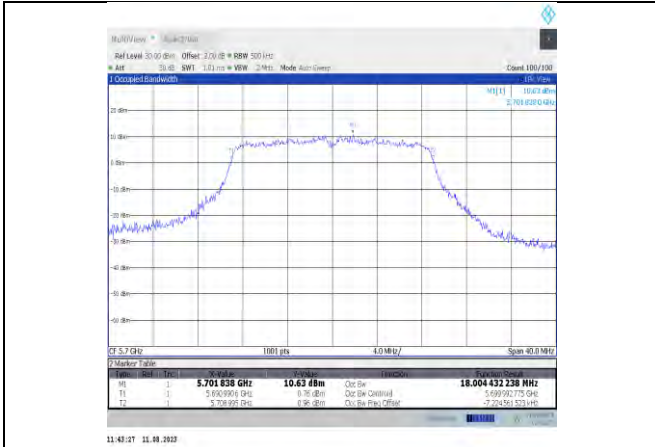 MultiView Spectrum
Ref Level 30.00 dBm Offset 2.00 dB RBW 500 kHz
Att 30 dB SWT 1.01 ms VBW 2 MHz Mode Auto Sweep Count 100/100
1 Occupied Bandwidth 1Pk View
M1[1] 10.63 dBm
5.701 838 0 GHz
20 dBm
10 dBm
0 dBm
-10 dBm
-20 dBm
-30 dBm
-40 dBm
-50 dBm
-60 dBm
CF 5.7 GHz 1001 pts 4.0 MHz/ Span 40.0 MHz
2 Marker Table
Type Ref Trc X-Value Y-Value Function Function Result
M1 1 5.701 838 GHz 10.63 dBm Occ Bw 18.004 432 238 MHz
T1 1 5.690 990 6 GHz 0.76 dBm Occ Bw Centroid 5.699 992 775 GHz
T2 1 5.708 995 GHz 0.96 dBm Occ Bw Freq Offset -7.224 561 523 kHz
11:43:27 11.08.2023